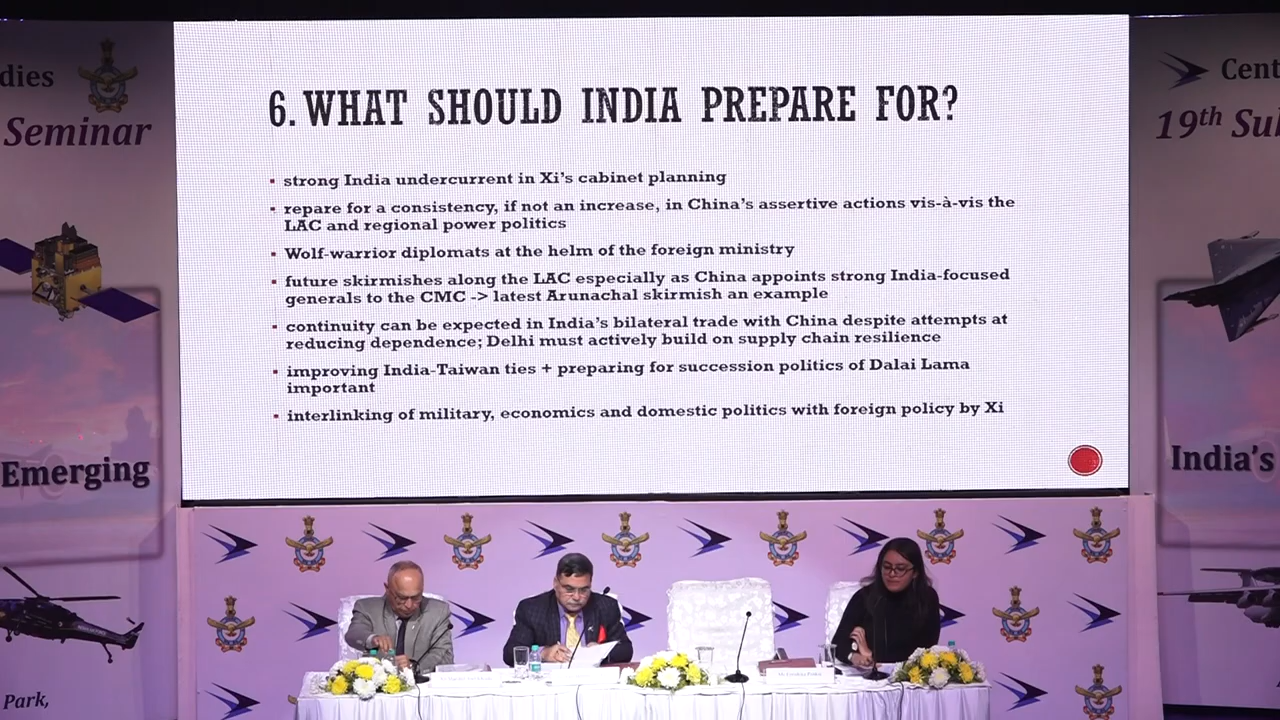 dies
Seminar
Emerging
Park,
6. WHAT SHOULD INDIA PREPARE FOR?
strong India undercurrent in Xi's cabinet planning
repare for a consistency, if not an increase, in China's assertive actions vis-à-vis the
LAC and regional power politics
Wolf-warrior diplomats at the helm of the foreign ministry
future skirmishes along the LAC especially as China appoints strong India-focused
generals to the CMC -> latest Arunachal skirmish an example
continuity can be expected in India's bilateral trade with China despite attempts at
reducing dependence; Delhi must actively build on supply chain resilience
improving India-Taiwan ties + preparing for succession politics of Dalai Lama
important
interlinking of military, economics and domestic politics with foreign policy by Xi
Cent
19th Su
India's